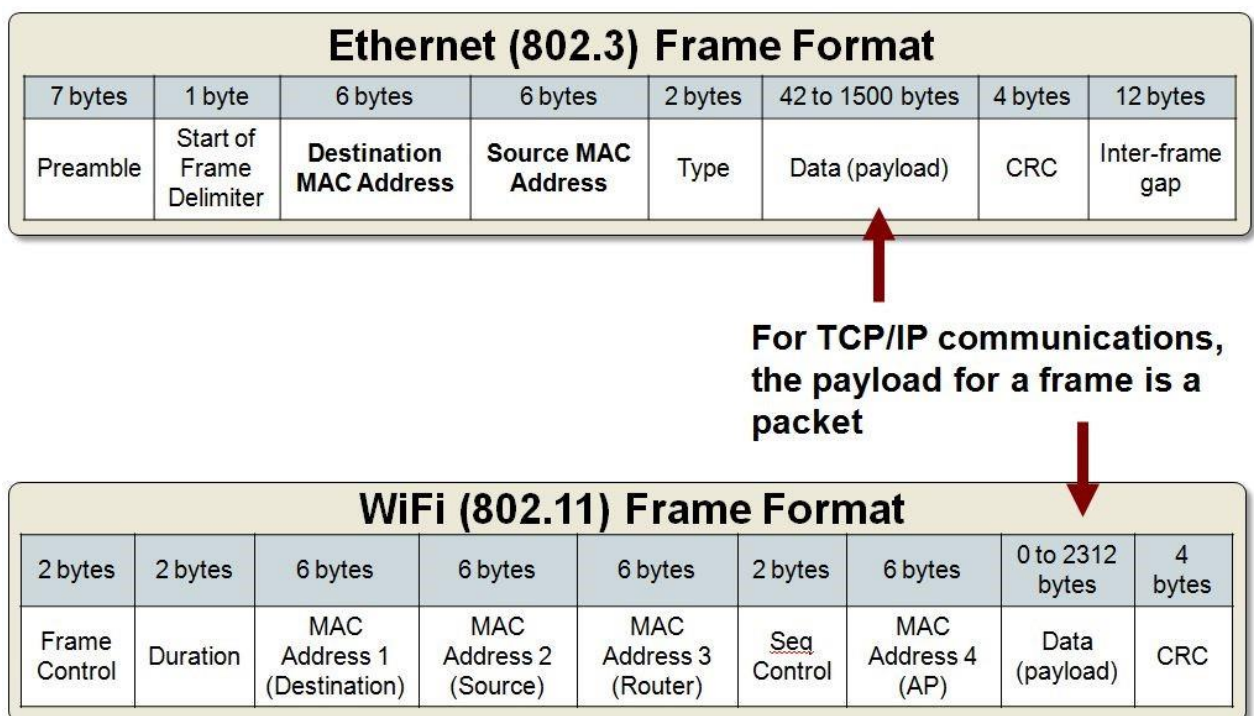 Ethernet (802.3) Frame Format
7 bytes 1 byte 6 bytes 6 bytes 2 bytes 42 to 1500 bytes 4 bytes 12 bytes
Preamble Start of Frame Delimiter Destination MAC Address Source MAC Address Type Data (payload) CRC Inter-frame gap
For TCP/IP communications,
the payload for a frame is a
packet
WiFi (802.11) Frame Format
2 bytes 2 bytes 6 bytes 6 bytes 6 bytes 2 bytes 6 bytes 0 to 2312 bytes 4 bytes
Frame Control Duration MAC Address 1 (Destination) MAC Address 2 (Source) MAC Address 3 (Router) Seq Control MAC Address 4 (AP) Data (payload) CRC